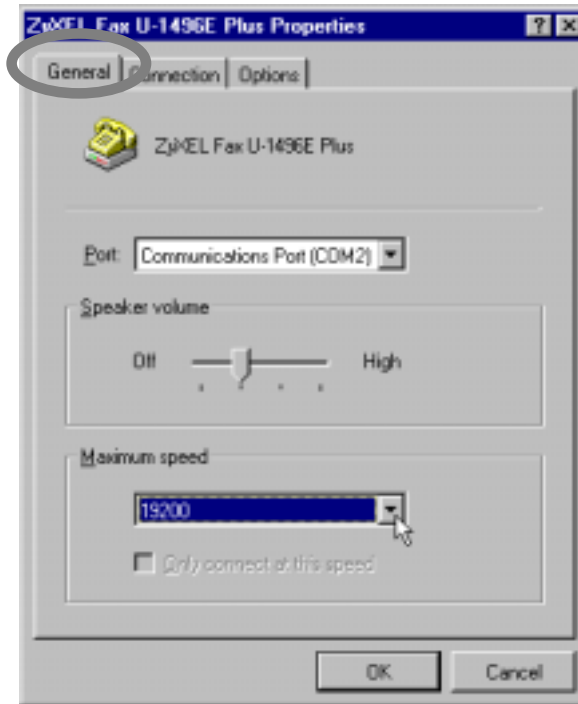 ZyXEL Fax U-1496E Plus Properties
General Connection Options
ZyXEL Fax U-1496E Plus
Port: Communications Port (COM2)
Speaker volume
Off High
Maximum speed
19200
Only connect at this speed
OK Cancel